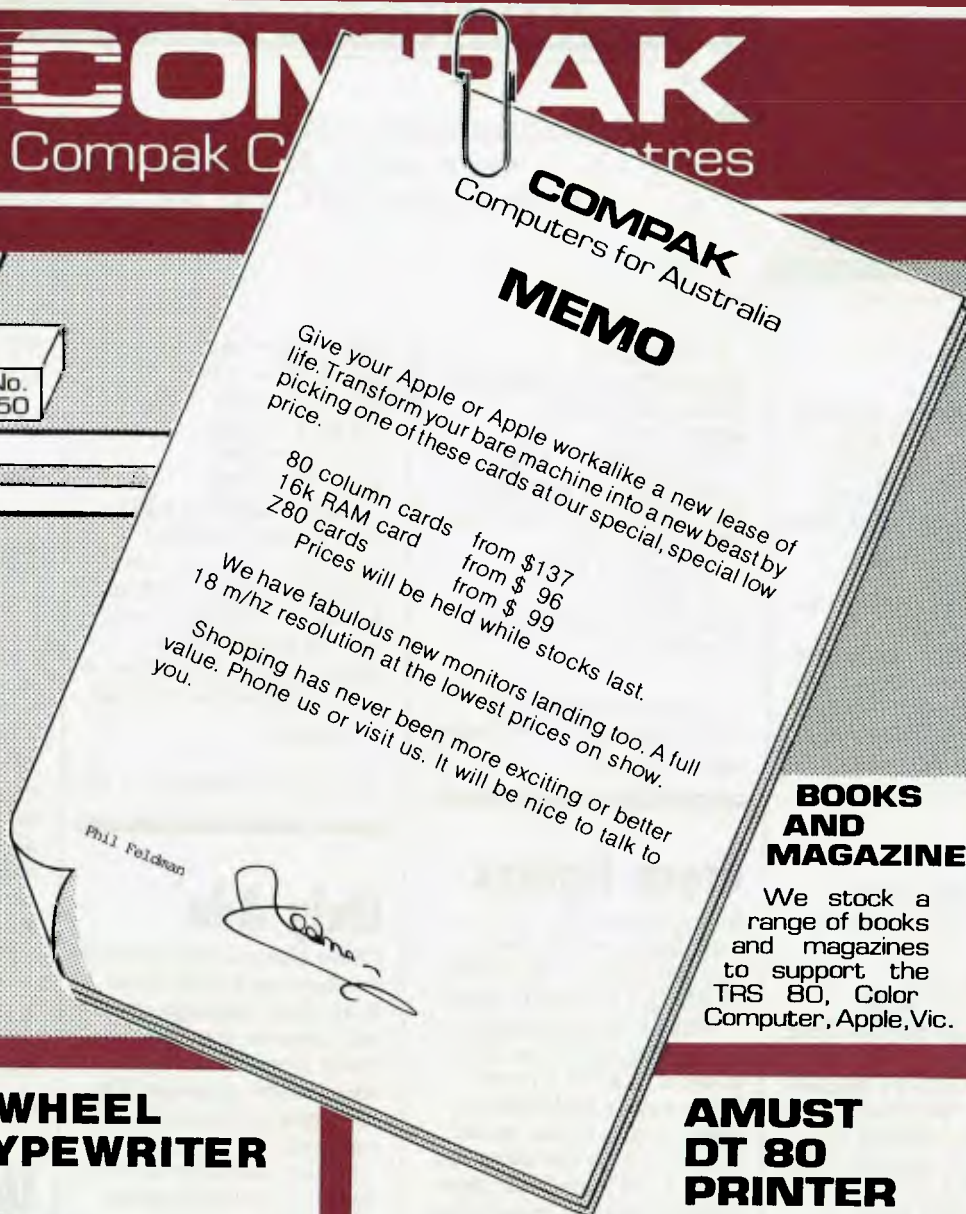 COMPAK
Compak C tres
No.
50
COMPAK
Computers for Australia
MEMO
Give your Apple or Apple workalike a new lease of
life. Transform your bare machine into a new beast by
picking one of these cards at our special, special low
price.
80 column cards from $137
16k RAM card from $ 96
Z80 cards from $ 99
Prices will be held while stocks last.
We have fabulous new monitors landing too. A full
18 m/hz resolution at the lowest prices on show.
Shopping has never been more exciting or better
value. Phone us or visit us. It will be nice to talk to
you.
Phil Feldman
BOOKS
AND
MAGAZINE
We stock a
range of books
and magazines
to support the
TRS 80, Color
Computer, Apple, Vic.
WHEEL
YPEWRITER
AMUST
DT 80
PRINTER